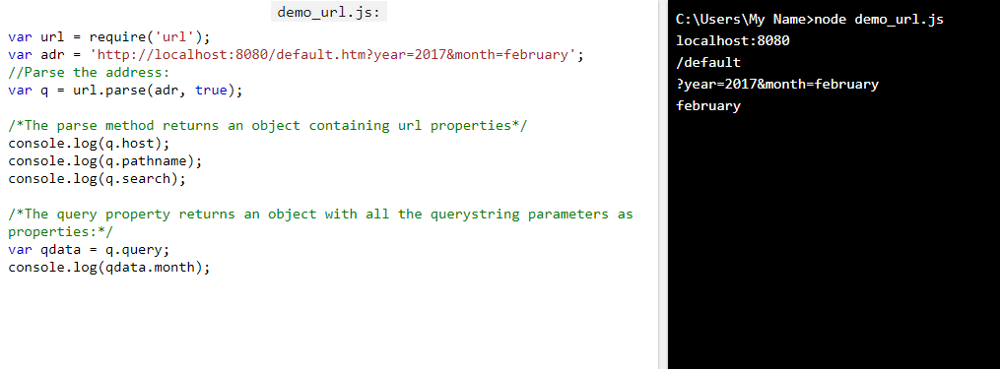 demo_url.js:
var url = require('url');
var adr = 'http://localhost:8080/default.htm?year=2017&month=february';
//Parse the address:
var q = url.parse(adr, true);
/*The parse method returns an object containing url properties*/
console.log(q.host);
console.log(q.pathname);
console.log(q.search);
/*The query property returns an object with all the querystring parameters as
properties:*/
var qdata = q.query;
console.log(qdata.month);
C:\Users\My Name>node demo_url.js
localhost:8080
/default
?year=2017&month=february
february